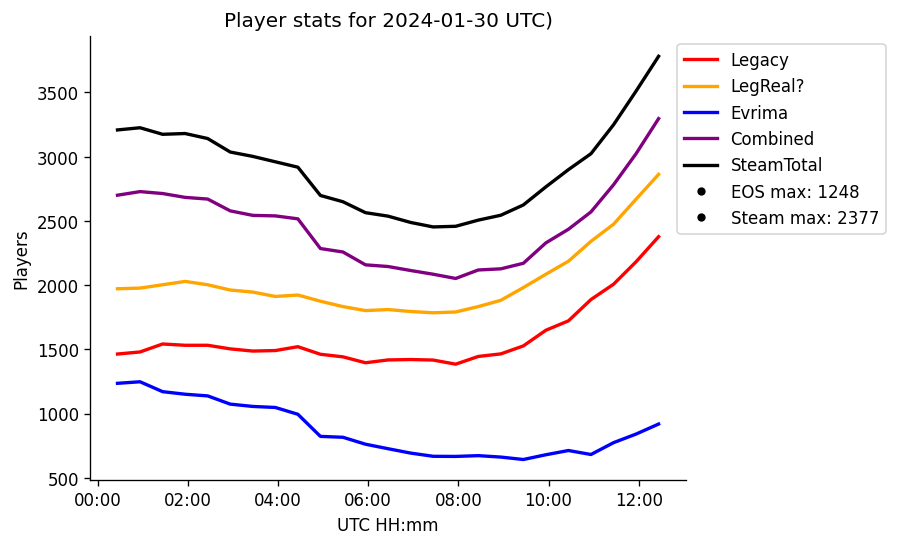 Player stats for 2024-01-30 UTC)
Legacy
LegReal?
Evrima
Combined
SteamTotal
EOS max: 1248
Steam max: 2377
Players
3500
3000
2500
2000
1500
1000
500
00:00 02:00 04:00 06:00 08:00 10:00 12:00
UTC HH:mm